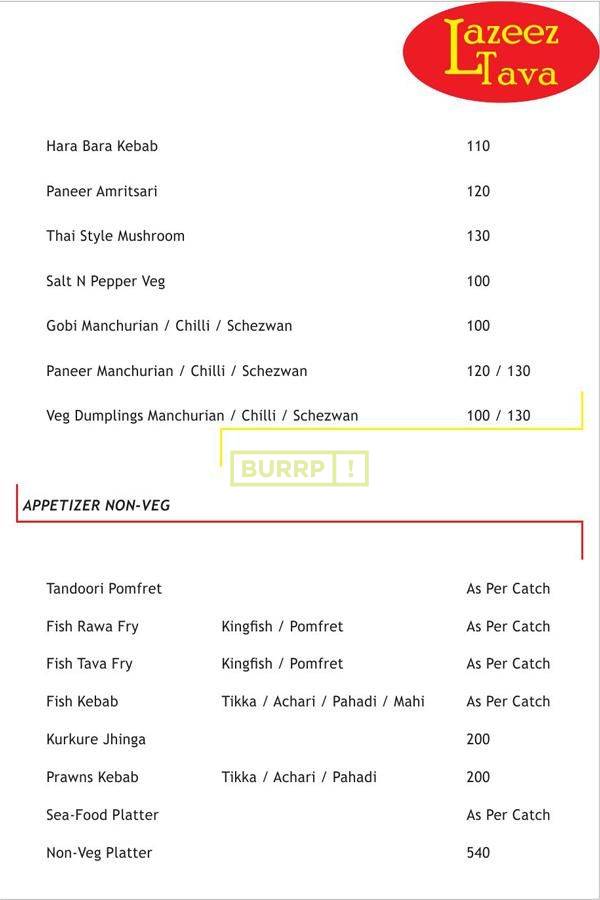 Lazeez
Tava
Hara Bara Kebab 110
Paneer Amritsari 120
Thai Style Mushroom 130
Salt N Pepper Veg 100
Gobi Manchurian / Chilli / Schezwan 100
Paneer Manchurian / Chilli / Schezwan 120 / 130
Veg Dumplings Manchurian / Chilli / Schezwan 100 / 130
BURRP !
APPETIZER NON-VEG
Tandoori Pomfret As Per Catch
Fish Rawa Fry Kingfish / Pomfret As Per Catch
Fish Tava Fry Kingfish / Pomfret As Per Catch
Fish Kebab Tikka / Achari / Pahadi / Mahi As Per Catch
Kurkure Jhinga 200
Prawns Kebab Tikka / Achari / Pahadi 200
Sea-Food Platter As Per Catch
Non-Veg Platter 540